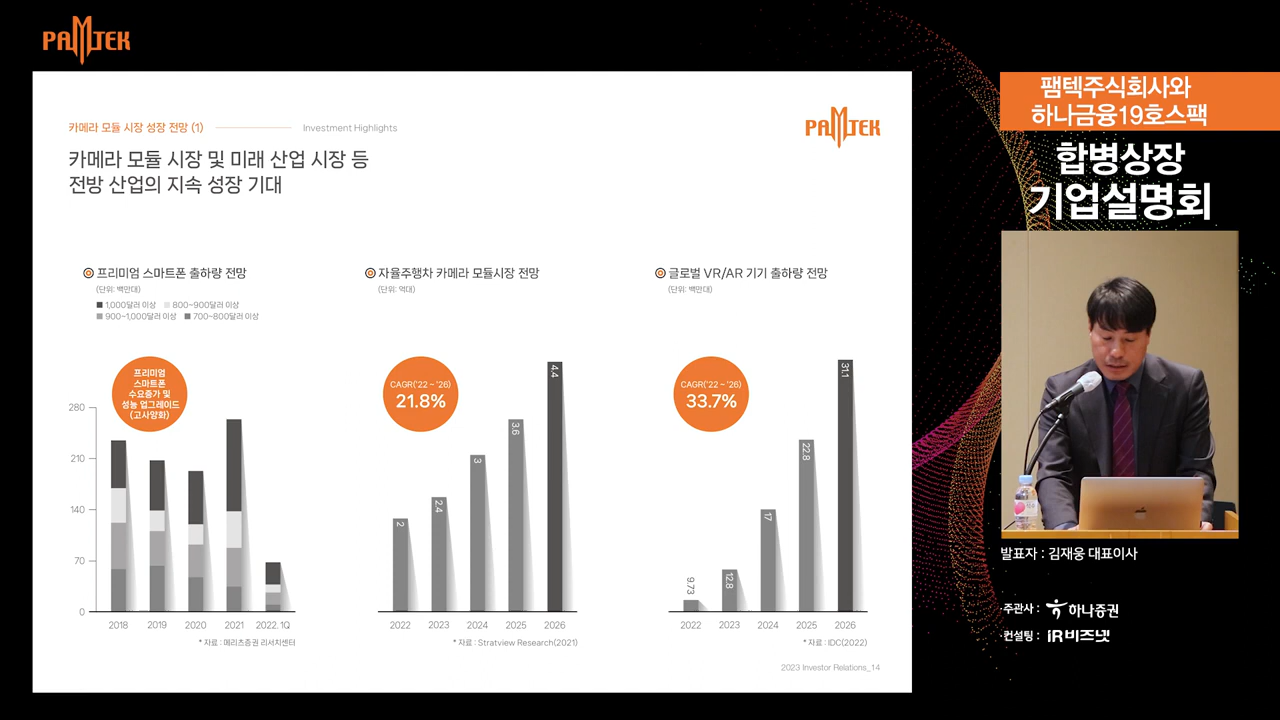 PAMTEK
팸텍주식회사와
하나금융19호스팩
합병상장
기업설명회
카메라 모듈 시장 성장 전망 (1)
Investment Highlights
PAMTEK
카메라 모듈 시장 및 미래 산업 시장 등
전방 산업의 지속 성장 기대
프리미엄 스마트폰 출하량 전망
(단위: 백만대)
1,000달러 이상
800~900달러 이상
900~1,000달러 이상
700~800달러 이상
프리미엄
스마트폰
수요증가 및
성능 업그레이드
(고사양화)
280
210
140
70
0
2018
2019
2020
2021
2022. 1Q
* 자료 : 메리츠증권 리서치센터
자율주행차 카메라 모듈시장 전망
(단위: 억대)
CAGR('22 ~ '26)
21.8%
2
2.4
3
3.6
4.4
2022
2023
2024
2025
2026
* 자료 : Stratview Research(2021)
글로벌 VR/AR 기기 출하량 전망
(단위: 백만대)
CAGR('22 ~ '26)
33.7%
9.73
12.8
17
22.8
31.1
2022
2023
2024
2025
2026
* 자료 : IDC(2022)
2023 Investor Relations_14
발표자 : 김재웅 대표이사
주관사 : 하나증권
컨설팅 : IR비즈넷